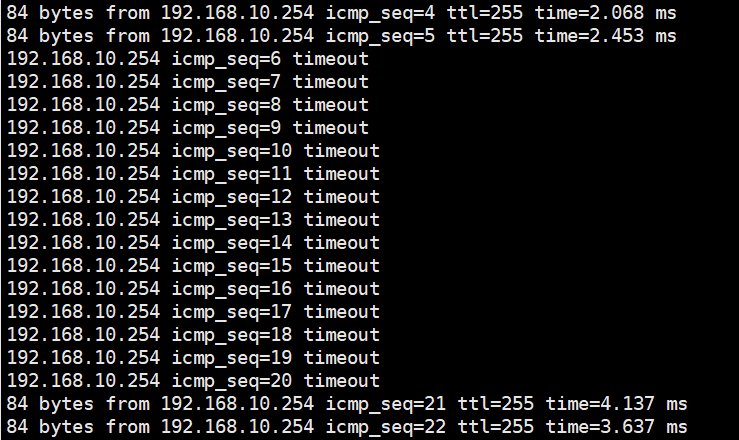 84 bytes from 192.168.10.254 icmp_seq=4 ttl=255 time=2.068 ms
84 bytes from 192.168.10.254 icmp_seq=5 ttl=255 time=2.453 ms
192.168.10.254 icmp_seq=6 timeout
192.168.10.254 icmp_seq=7 timeout
192.168.10.254 icmp_seq=8 timeout
192.168.10.254 icmp_seq=9 timeout
192.168.10.254 icmp_seq=10 timeout
192.168.10.254 icmp_seq=11 timeout
192.168.10.254 icmp_seq=12 timeout
192.168.10.254 icmp_seq=13 timeout
192.168.10.254 icmp_seq=14 timeout
192.168.10.254 icmp_seq=15 timeout
192.168.10.254 icmp_seq=16 timeout
192.168.10.254 icmp_seq=17 timeout
192.168.10.254 icmp_seq=18 timeout
192.168.10.254 icmp_seq=19 timeout
192.168.10.254 icmp_seq=20 timeout
84 bytes from 192.168.10.254 icmp_seq=21 ttl=255 time=4.137 ms
84 bytes from 192.168.10.254 icmp_seq=22 ttl=255 time=3.637 ms